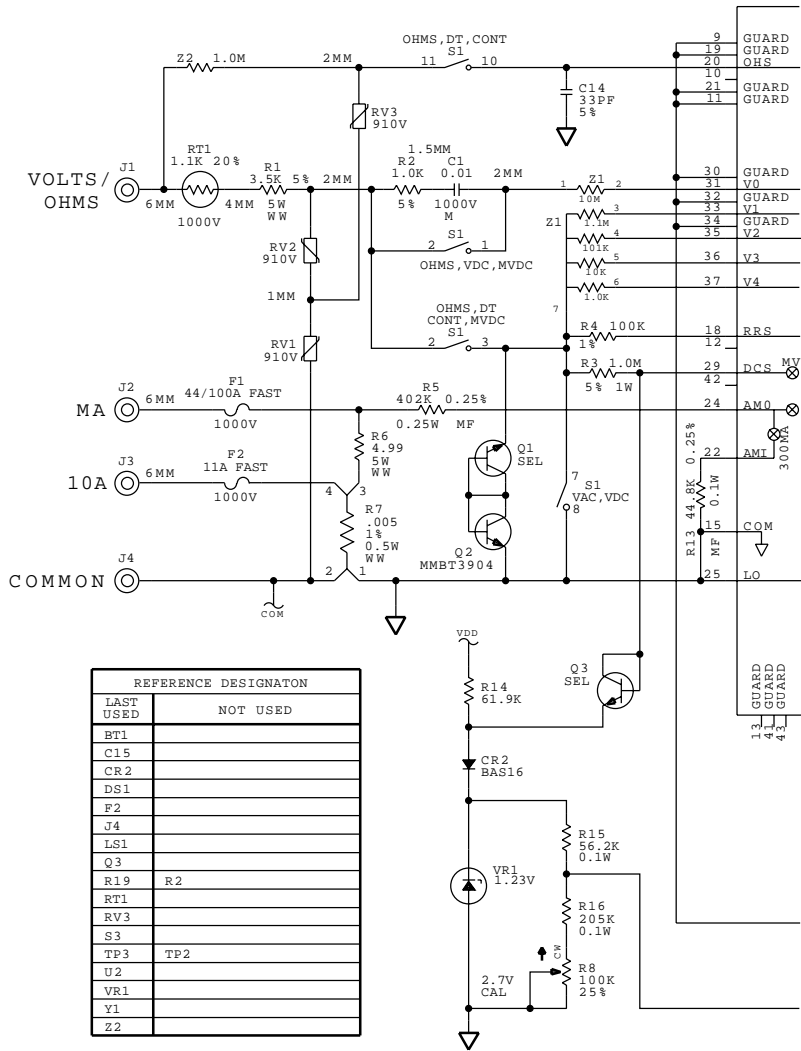 9 GUARD
19 GUARD
20 OHS
10
21 GUARD
11 GUARD
OHMS,DT,CONT
S1
11 10
Z2 1.0M
2MM
C14
33PF
5%
RV3
910V
RT1
1.1K 20%
1000V
R1
3.5K 5%
5W
WW
1.5MM
R2
1.0K
5%
C1
0.01
1000V
M
2MM
2MM
J1
VOLTS/
OHMS
6MM
4MM
1 Z1 2
10M
30 GUARD
31 V0
32 GUARD
33 V1
34 GUARD
35 V2
36 V3
37 V4
Z1
3
1.1M
4
101K
5
10K
6
1.0K
7
S1
2 1
OHMS,VDC,MVDC
RV2
910V
1MM
RV1
910V
OHMS,DT
CONT,MVDC
S1
2 3
R4 100K
1%
18 RRS
12
R3 1.0M
5% 1W
29 DCS
42
MV
J2
MA
6MM
F1
44/100A FAST
1000V
R5
402K 0.25%
0.25W MF
24 AM0
300MA
22 AMI
R6
4.99
5W
WW
J3
10A
6MM
F2
11A FAST
1000V
4 3
R7
.005
1%
0.5W
WW
2 1
Q1
SEL
Q2
MMBT3904
7
S1
VAC,VDC
8
R13 44.8K 0.25%
MF 0.1W
15 COM
25 LO
J4
COMMON
COM
VDD
R14
61.9K
Q3
SEL
CR2
BAS16
VR1
1.23V
R15
56.2K
0.1W
R16
205K
0.1W
CW
R8
100K
25%
2.7V
CAL
13 GUARD
41 GUARD
43 GUARD
REFERENCE DESIGNATON
LAST
USED
NOT USED
BT1
C15
CR2
DS1
F2
J4
LS1
Q3
R19 R2
RT1
RV3
S3
TP3 TP2
U2
VR1
Y1
Z2